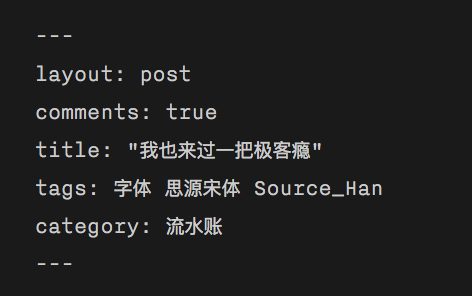 ---
layout: post
comments: true
title: "我也来过一把极客瘾"
tags: 字体 思源宋体 Source_Han
category: 流水账
---